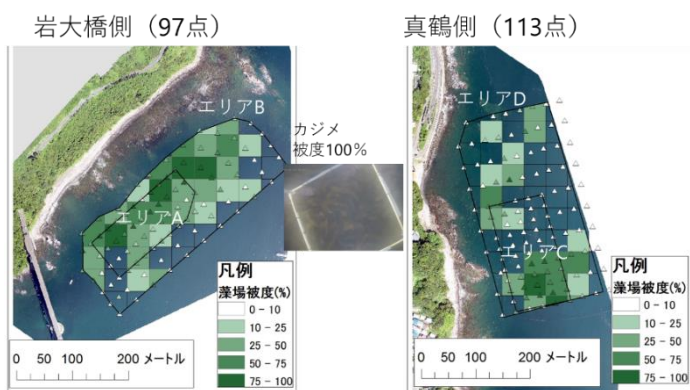 岩大橋側（97点）
真鶴側（113点）
エリアB
エリアA
カジメ
被度100%
エリアD
エリアC
凡例
藻場被度(%)
0 - 10
10 - 25
25 - 50
50 - 75
75 - 100
0 50 100 200 メートル
凡例
藻場被度(%)
0 - 10
10 - 25
25 - 50
50 - 75
75 - 100
0 50 100 200 メートル